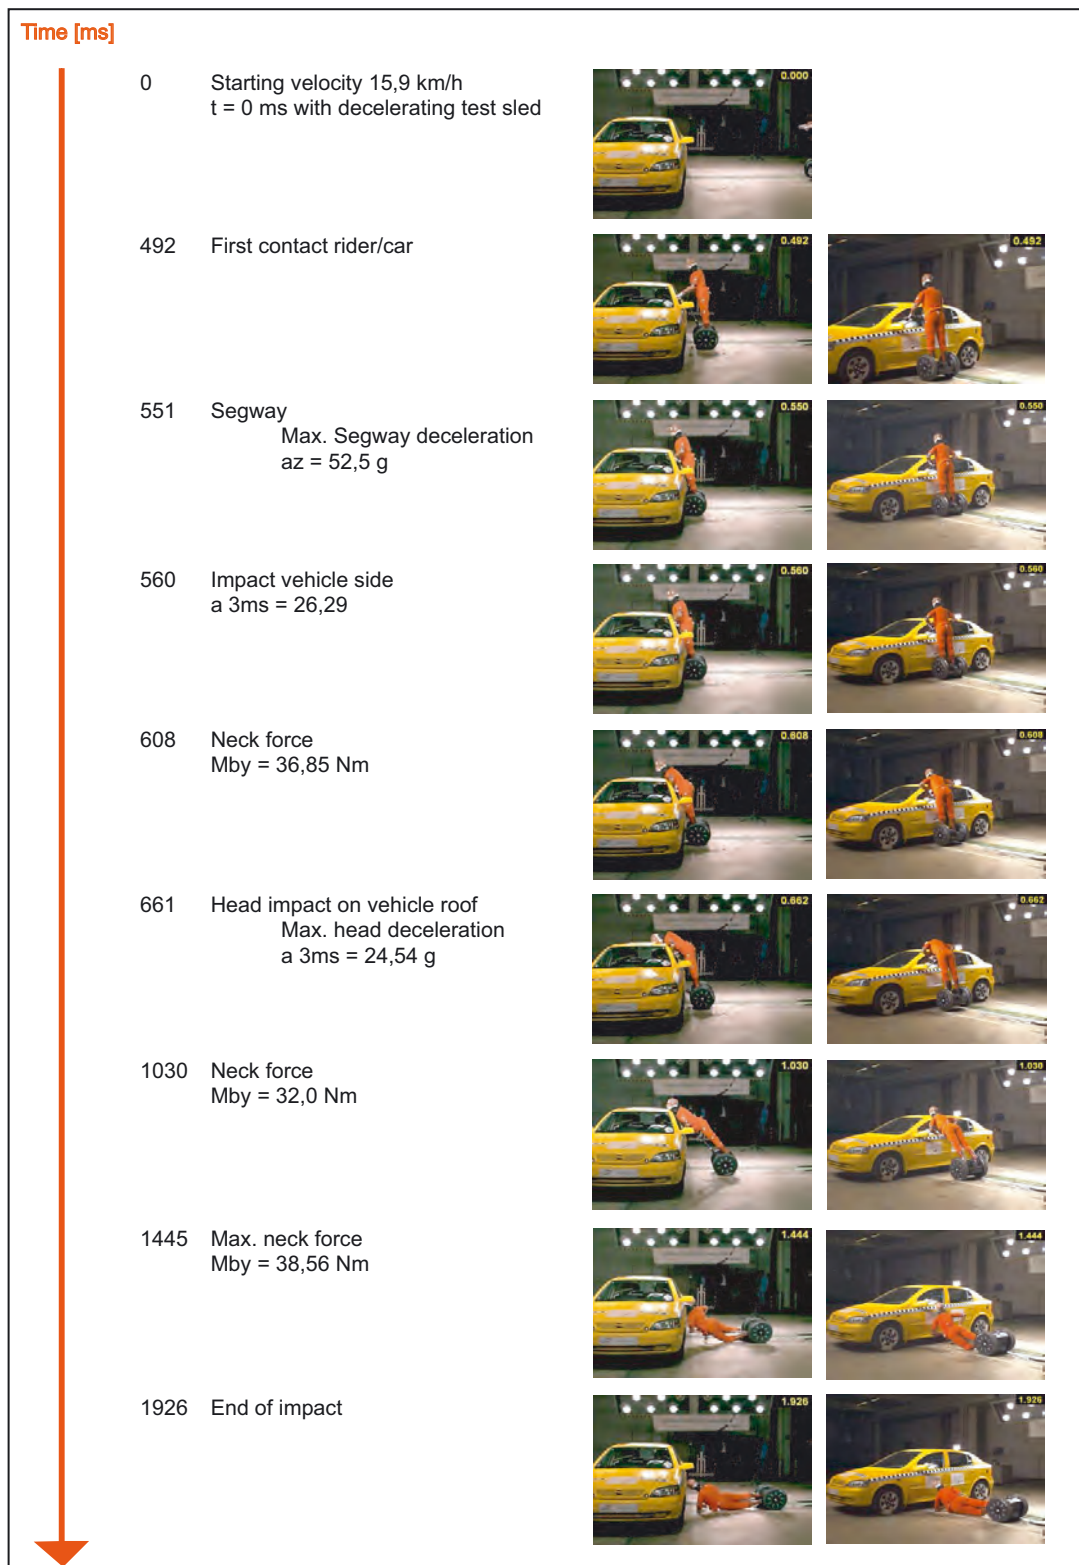 Time [ms]
0 Starting velocity 15,9 km/h
t = 0 ms with decelerating test sled
0.000
492 First contact rider/car
0.492
0.492
551 Segway
Max. Segway deceleration
az = 52,5 g
0.550
0.550
560 Impact vehicle side
a 3ms = 26,29
0.560
0.560
608 Neck force
Mby = 36,85 Nm
0.608
0.608
661 Head impact on vehicle roof
Max. head deceleration
a 3ms = 24,54 g
0.662
0.662
1030 Neck force
Mby = 32,0 Nm
1.030
1.030
1445 Max. neck force
Mby = 38,56 Nm
1.444
1.444
1926 End of impact
1.926
1.926